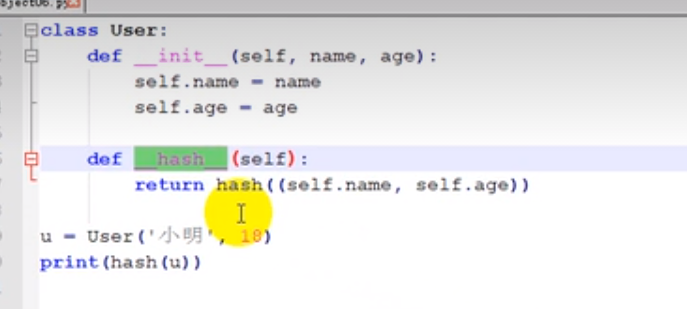 bject06.py
class User:
    def __init__(self, name, age):
        self.name = name
        self.age = age
    def __hash__(self):
        return hash((self.name, self.age))
u = User('小明', 18)
print(hash(u))